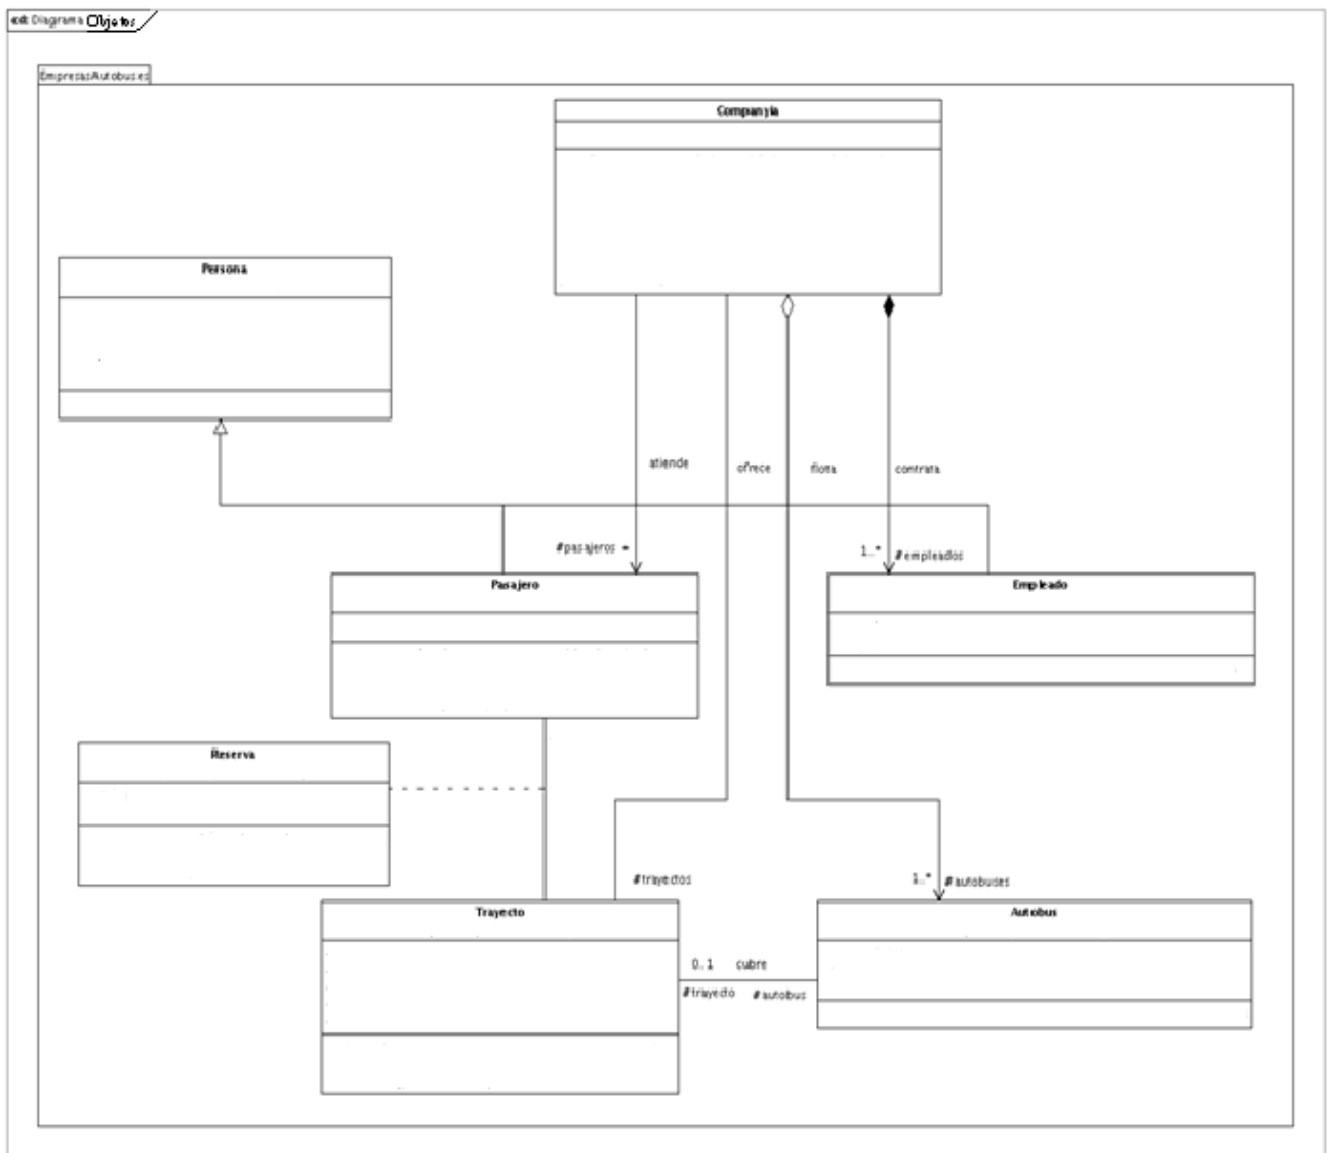 cd: Diagrama Objetos
EmpresasAutobuses
Companyia
Persona
atiende
ofrece
flota
contrata
#pasajeros *
1..* #empleados
Pasajero
Empleado
Reserva
#trayectos
1..* #autobuses
Trayecto
Autobus
0..1 cubre
#trayecto #autobus